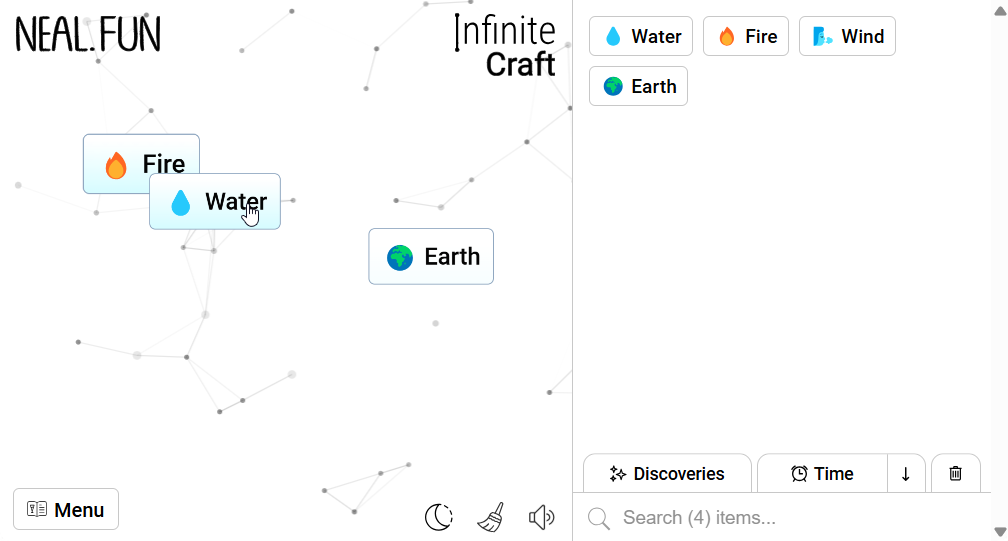 NEAL.FUN
Infinite
Craft
Water
Fire
Wind
Earth
Fire
Water
Earth
Discoveries
Time
Menu
Search (4) items...